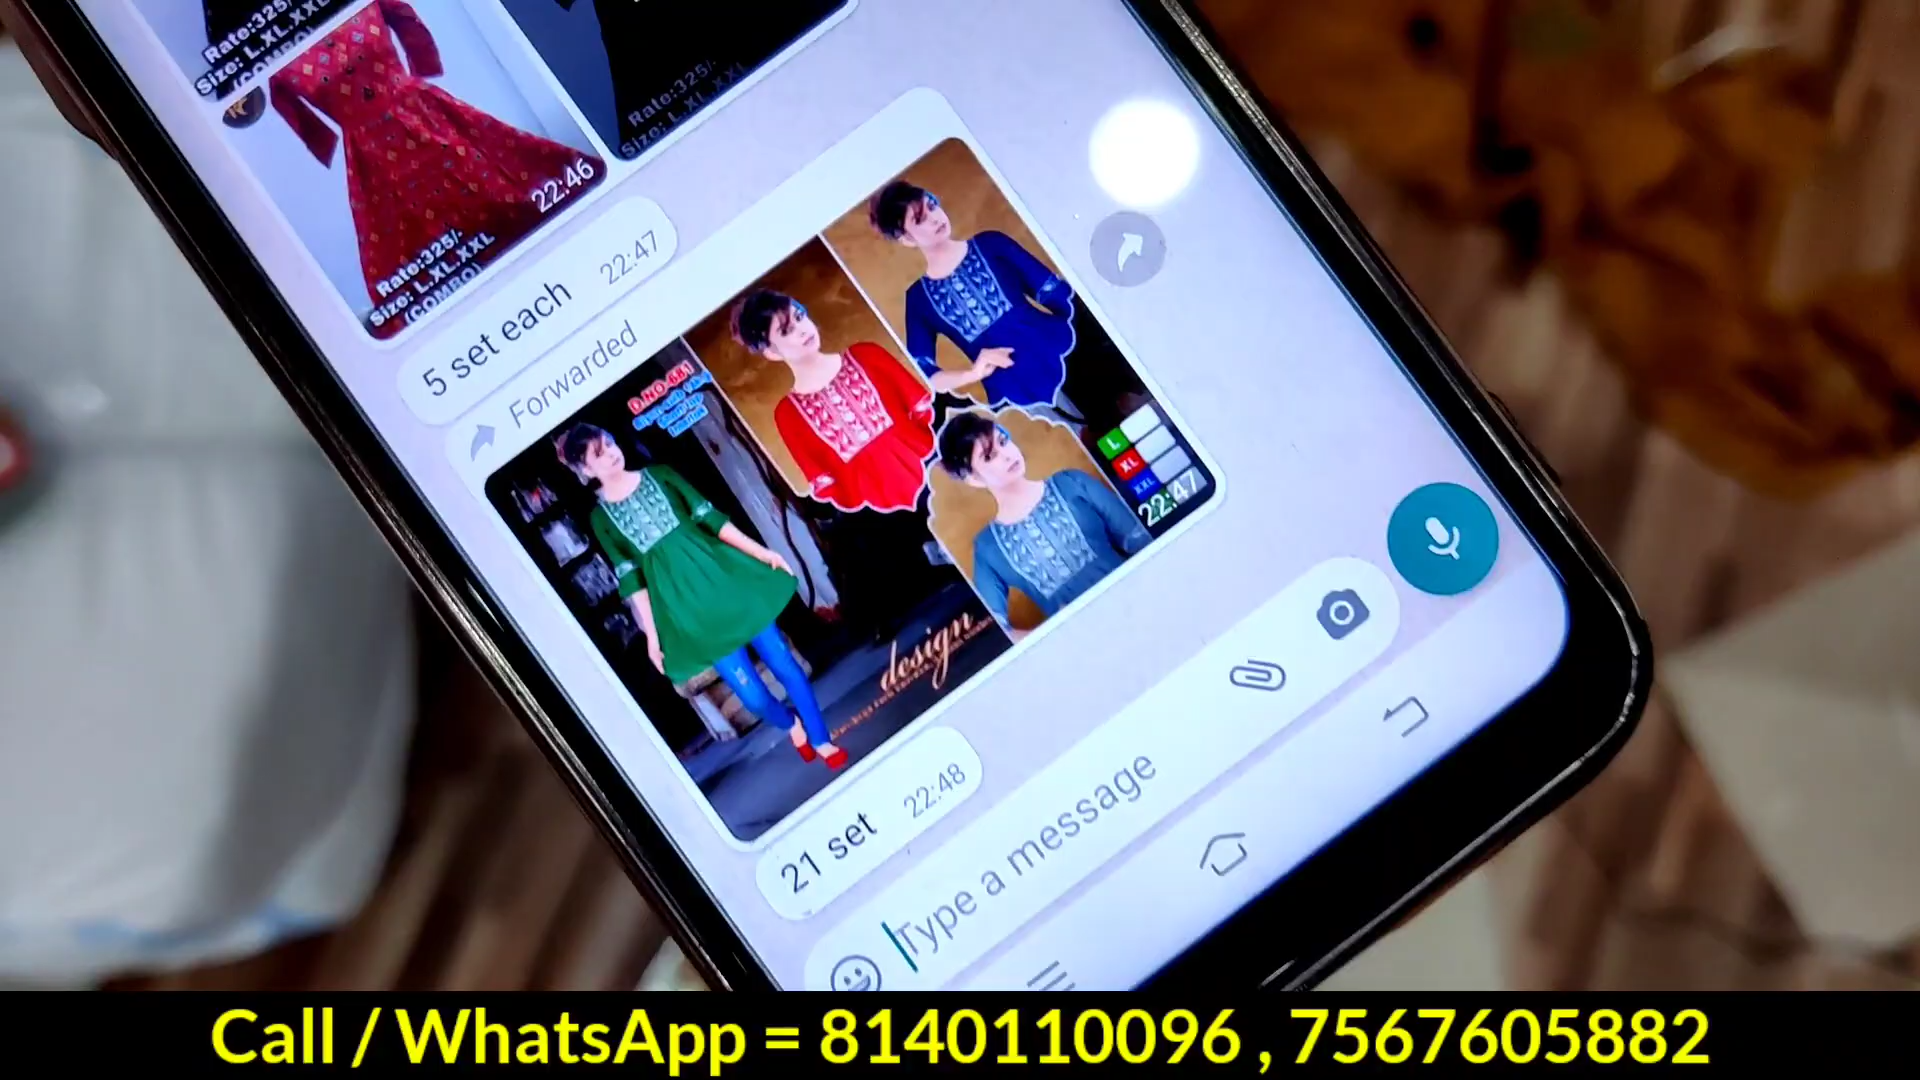 Rate:325/-
Size: L.XL.XXL
(COMBO)
Rate:325/-
Size: L.XL.XXL
22:46
Rate:325/-
Size: L.XL.XXL
(COMBO)
5 set each 22:47
Forwarded
D.NO-681
design
L
XL
XXL
22:47
21 set 22:48
Type a message
Call / WhatsApp = 8140110096 , 7567605882